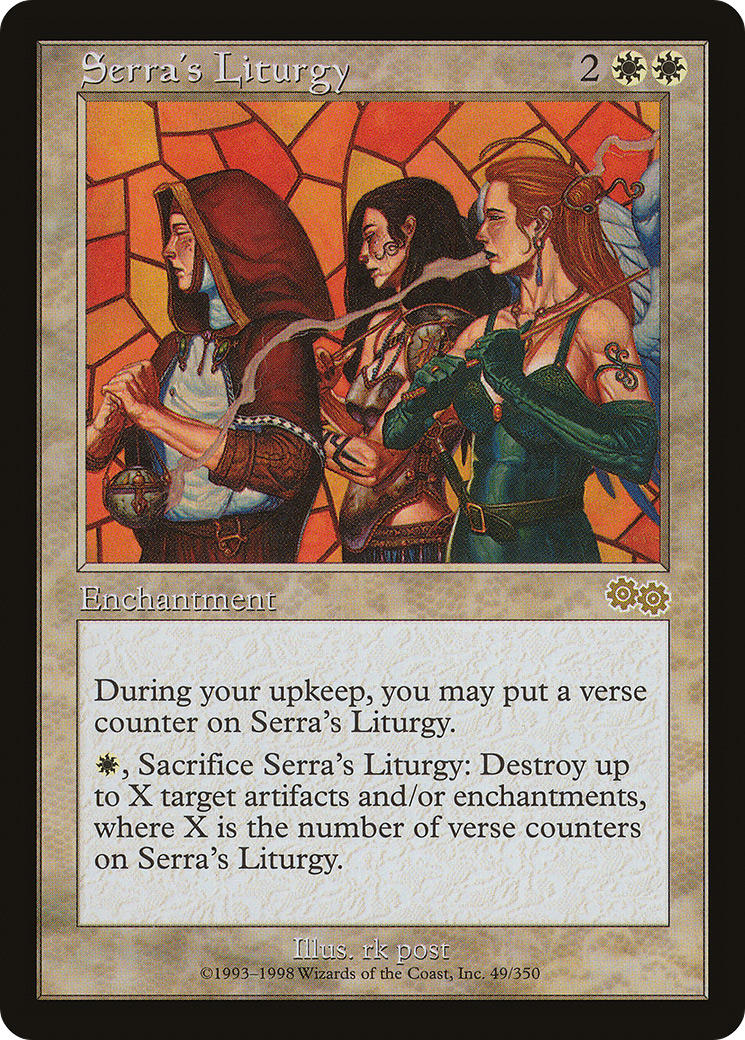 Serra's Liturgy 2
Enchantment
During your upkeep, you may put a verse
counter on Serra's Liturgy.
, Sacrifice Serra's Liturgy: Destroy up
to X target artifacts and/or enchantments,
where X is the number of verse counters
on Serra's Liturgy.
Illus. rk post
©1993–1998 Wizards of the Coast, Inc. 49/350